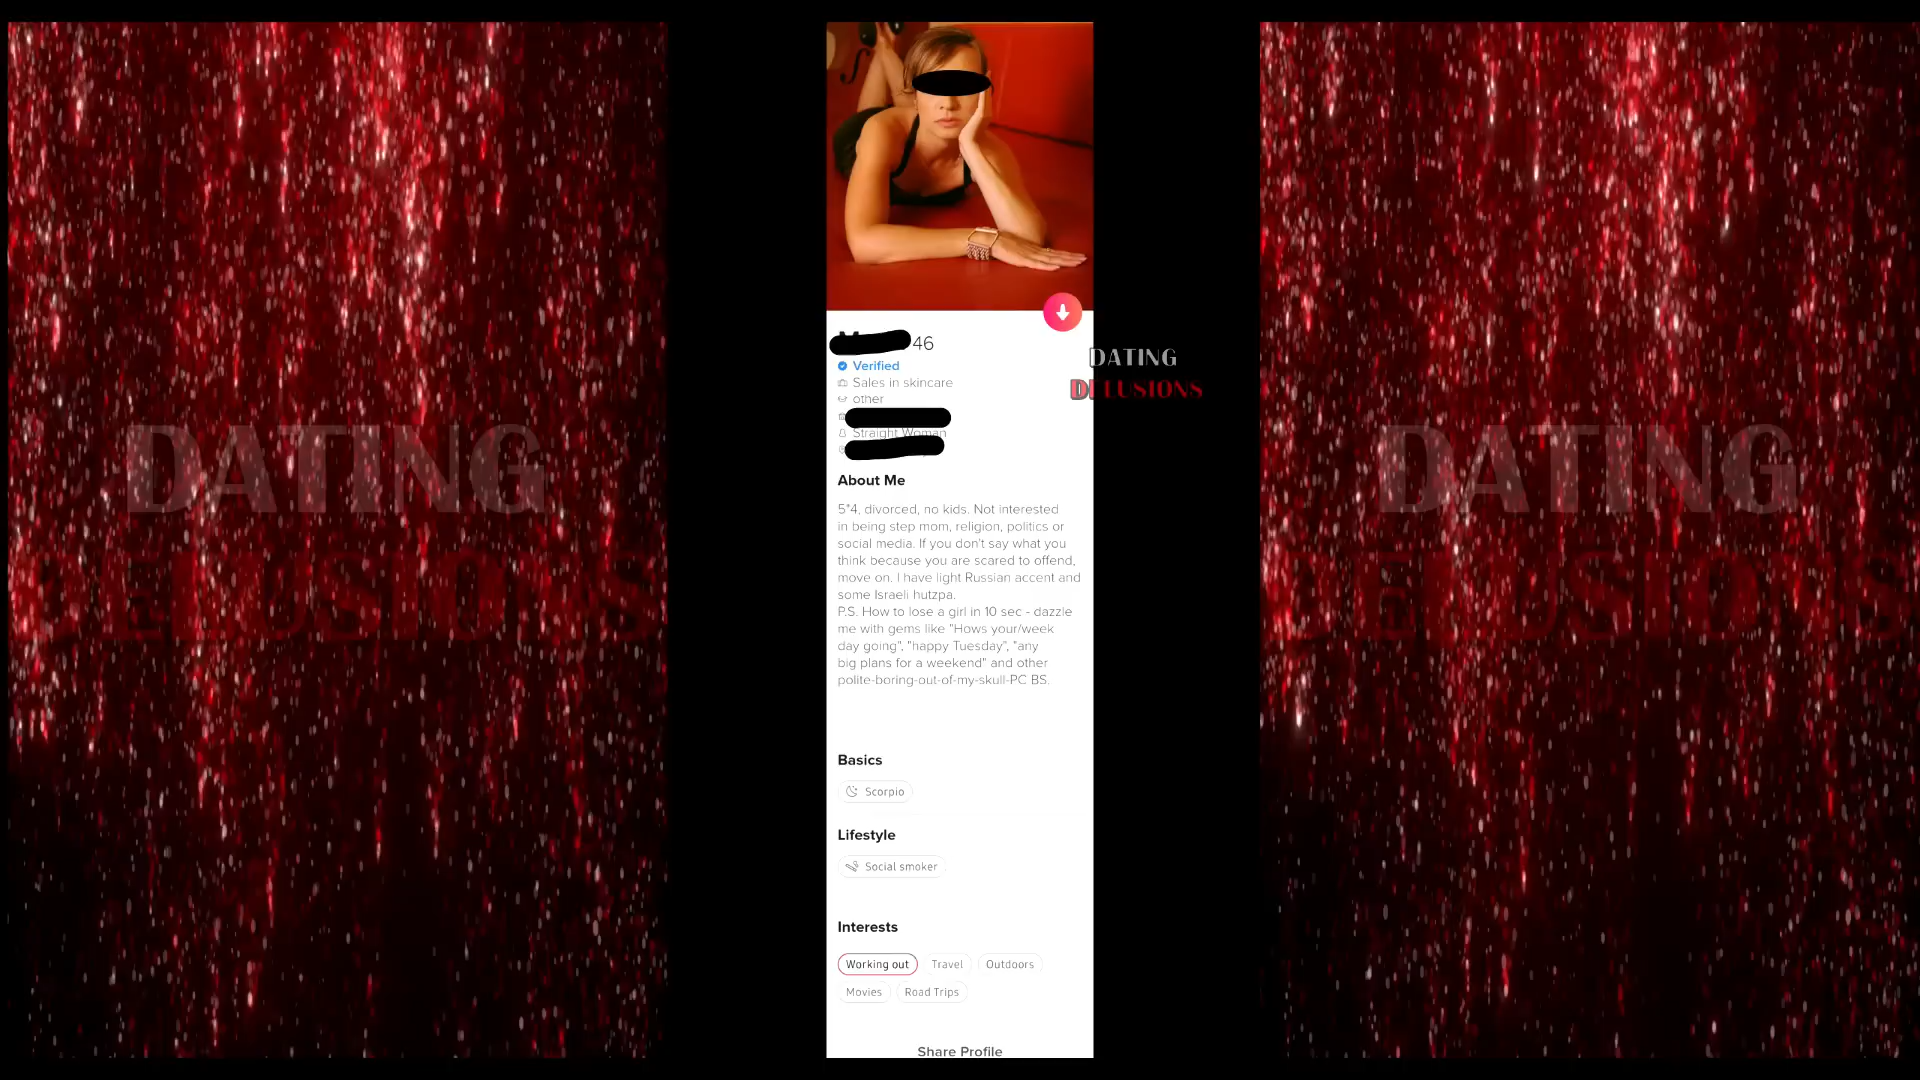 46
Verified
Sales in skincare
other
Straight Woman
About Me
5"4, divorced, no kids. Not interested
in being step mom, religion, politics or
social media. If you don't say what you
think because you are scared to offend,
move on. I have light Russian accent and
some Israeli hutzpa.
P.S. How to lose a girl in 10 sec - dazzle
me with gems like "Hows your/week
day going", "happy Tuesday", "any
big plans for a weekend" and other
polite-boring-out-of-my-skull-PC BS.
Basics
Scorpio
Lifestyle
Social smoker
Interests
Working out Travel Outdoors
Movies Road Trips
Share Profile
DATING
DELUSIONS
DATING
DELUSIONS
DATING
DELUSIONS